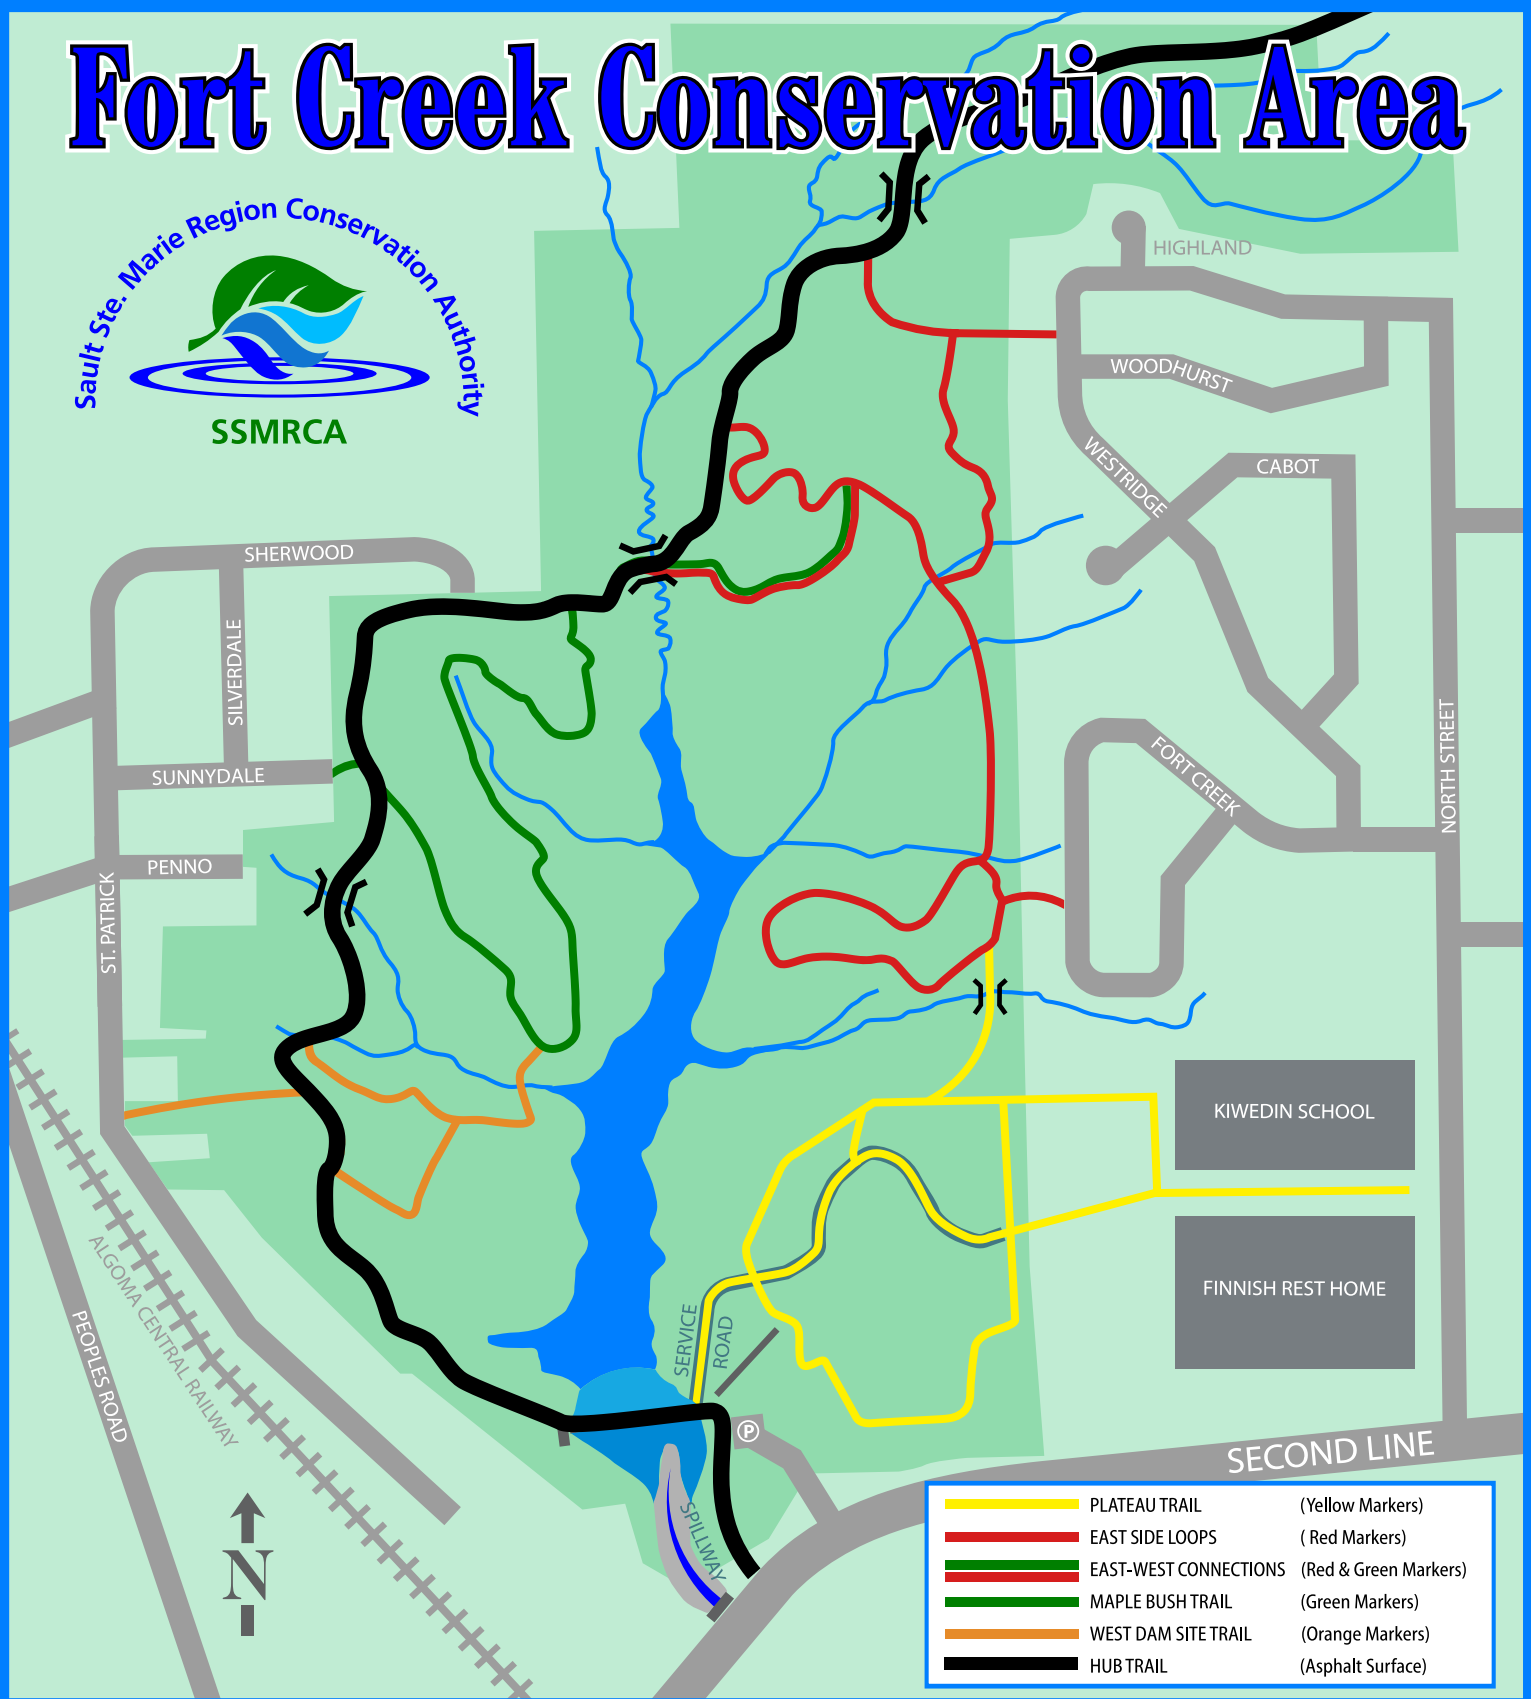 Fort Creek Conservation Area
Sault Ste. Marie Region Conservation Authority
SSMRCA
HIGHLAND
WOODHURST
WESTRIDGE
CABOT
SHERWOOD
SILVERDALE
SUNNYDALE
PENNO
ST. PATRICK
FORT CREEK
NORTH STREET
KIWEDIN SCHOOL
FINNISH REST HOME
ALGOMA CENTRAL RAILWAY
PEOPLES ROAD
SERVICE
ROAD
P
SPILLWAY
SECOND LINE
N
PLATEAU TRAIL (Yellow Markers)
EAST SIDE LOOPS ( Red Markers)
EAST-WEST CONNECTIONS (Red & Green Markers)
MAPLE BUSH TRAIL (Green Markers)
WEST DAM SITE TRAIL (Orange Markers)
HUB TRAIL (Asphalt Surface)